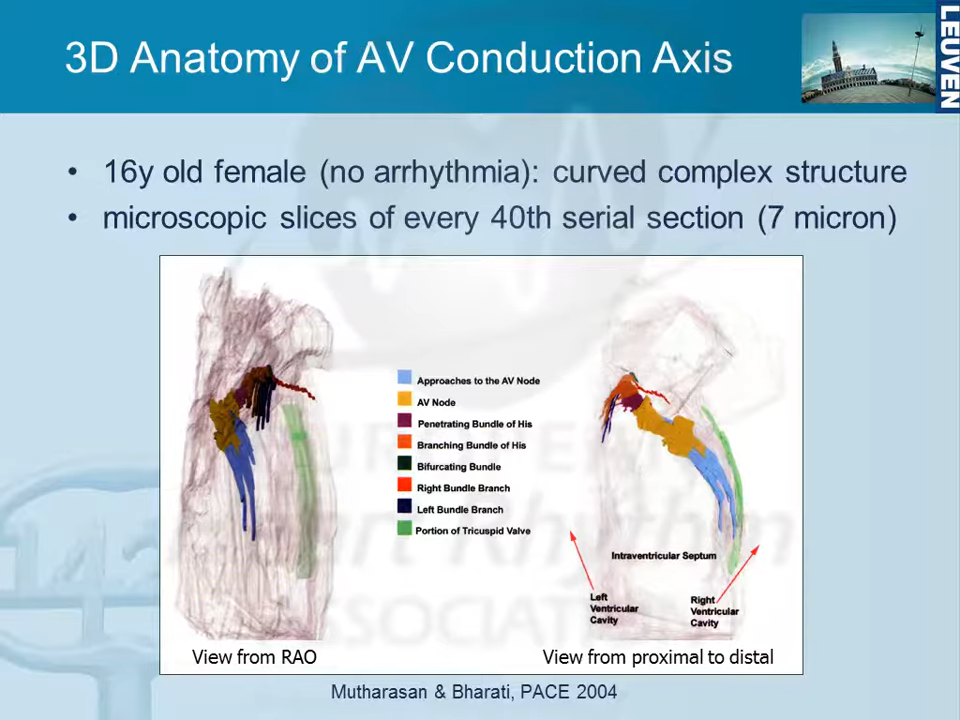 3D Anatomy of AV Conduction Axis
LEUVEN
• 16y old female (no arrhythmia): curved complex structure
• microscopic slices of every 40th serial section (7 micron)
Approaches to the AV Node
AV Node
Penetrating Bundle of His
Branching Bundle of His
Bifurcating Bundle
Right Bundle Branch
Left Bundle Branch
Portion of Tricuspid Valve
Intraventricular Septum
Left
Ventricular
Cavity
Right
Ventricular
Cavity
View from RAO
View from proximal to distal
Mutharasan & Bharati, PACE 2004